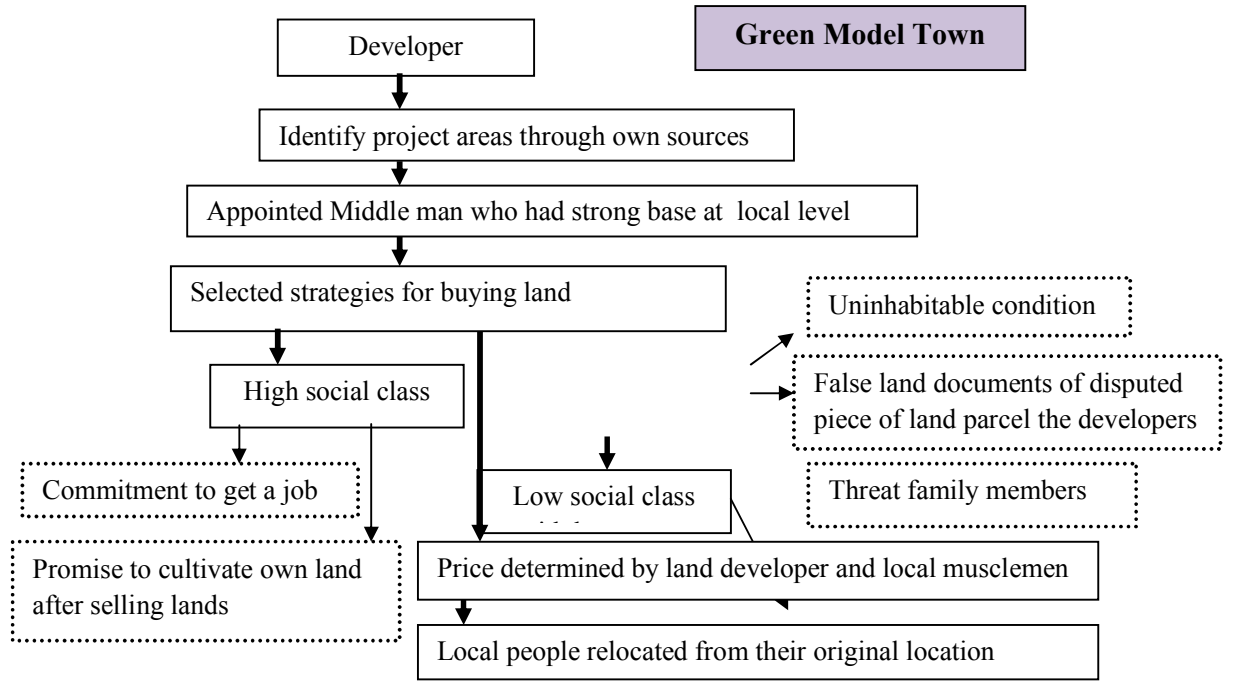 Green Model Town
Developer
Identify project areas through own sources
Appointed Middle man who had strong base at local level
Selected strategies for buying land
Uninhabitable condition
False land documents of disputed
piece of land parcel the developers
Threat family members
High social class
Commitment to get a job
Promise to cultivate own land
after selling lands
Low social class
Price determined by land developer and local musclemen
Local people relocated from their original location